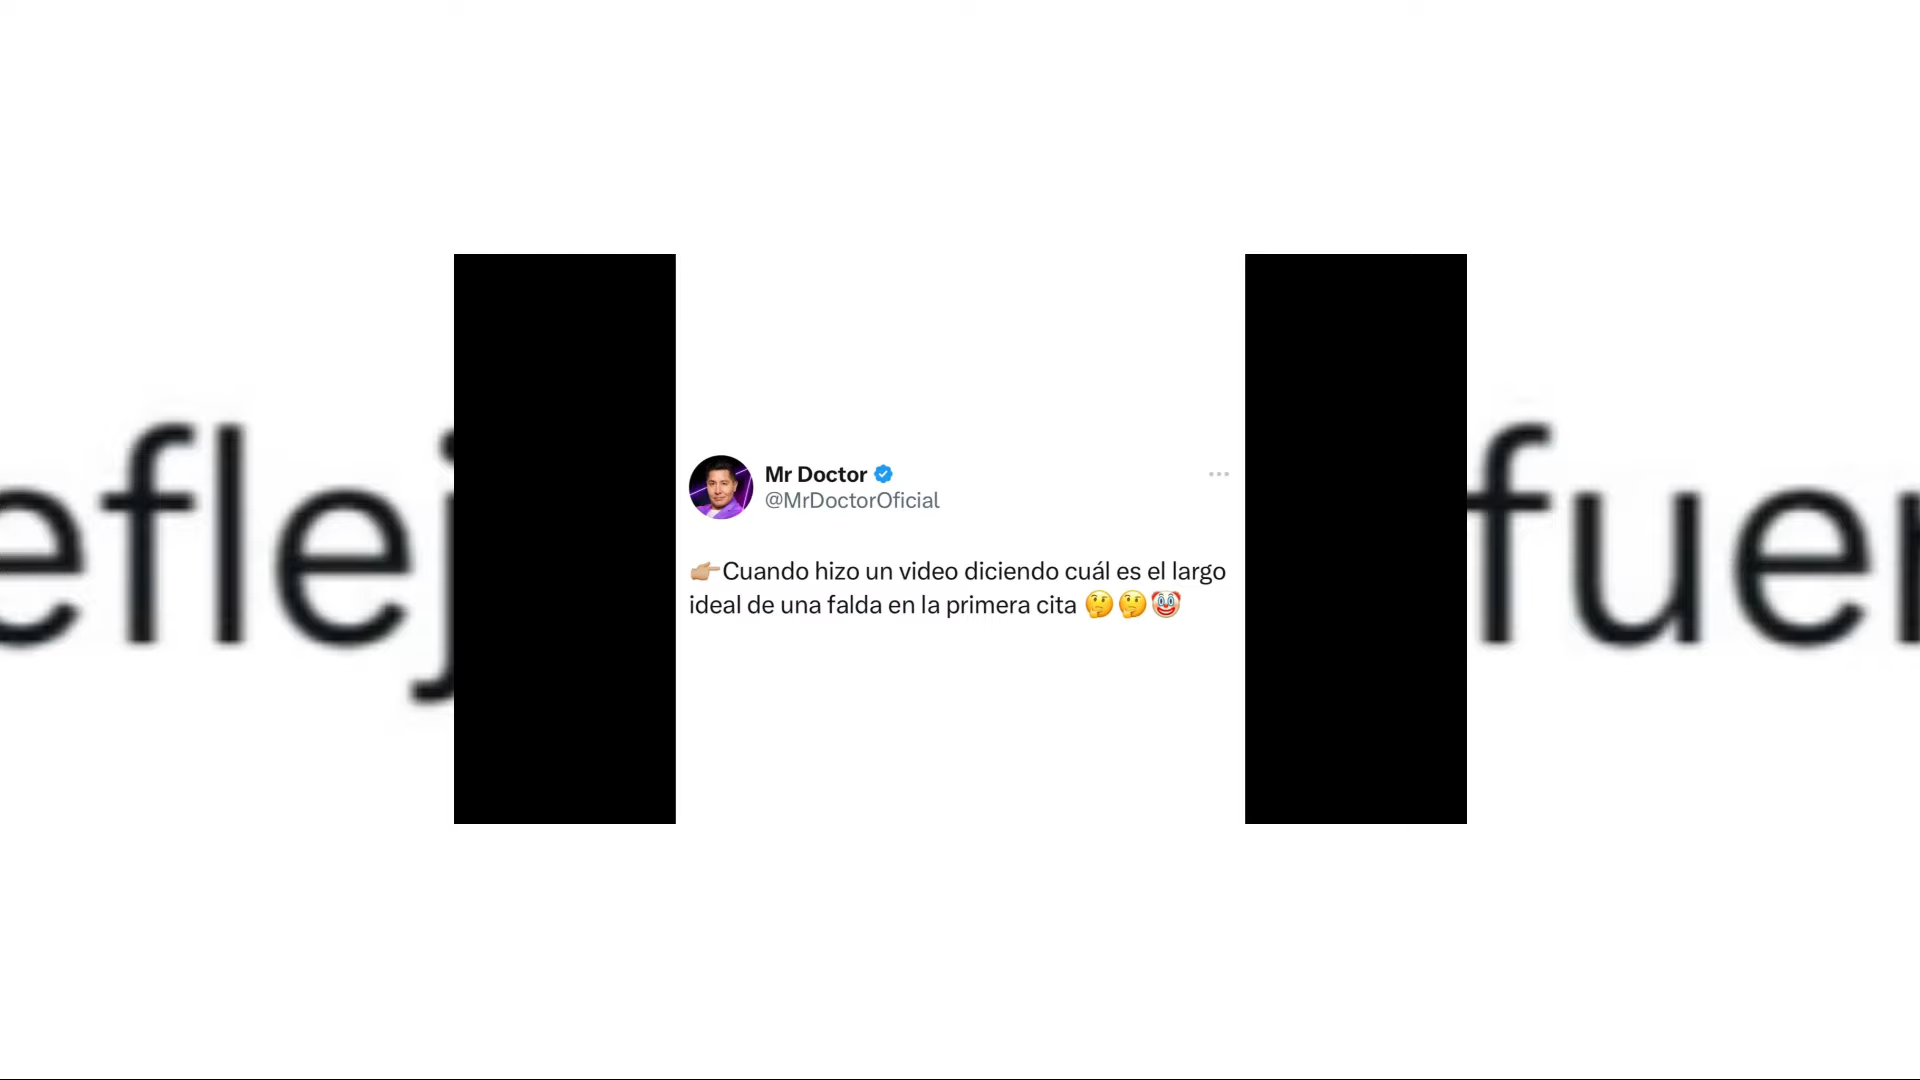 Mr Doctor
@MrDoctorOficial
👉🏼Cuando hizo un video diciendo cuál es el largo
ideal de una falda en la primera cita 🤔🤔🤡
eflej
fuer